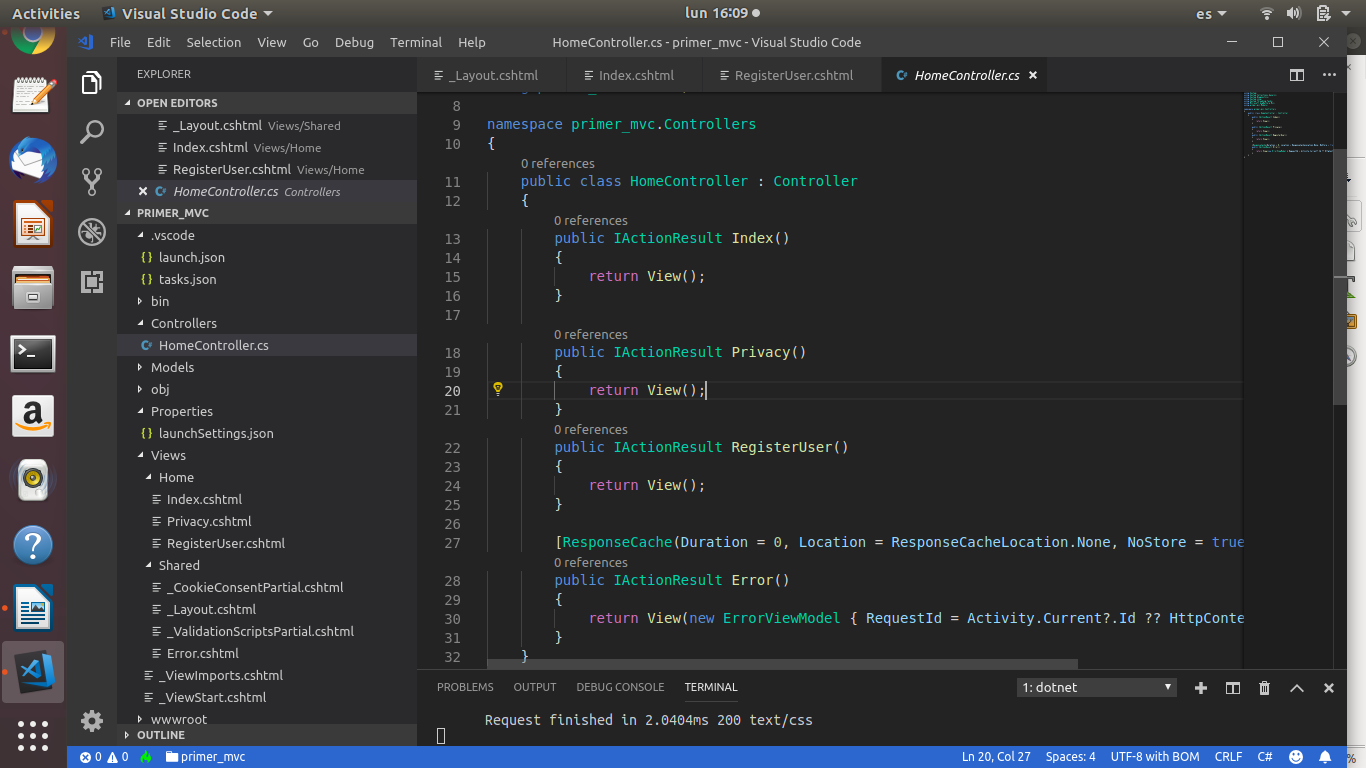 Activities Visual Studio Code lun 16:09 es
File Edit Selection View Go Debug Terminal Help HomeController.cs - primer_mvc - Visual Studio Code
EXPLORER
OPEN EDITORS
_Layout.cshtml Views/Shared
Index.cshtml Views/Home
RegisterUser.cshtml Views/Home
HomeController.cs Controllers
PRIMER_MVC
.vscode
{ } launch.json
{ } tasks.json
bin
Controllers
HomeController.cs
Models
obj
Properties
{ } launchSettings.json
Views
Home
Index.cshtml
Privacy.cshtml
RegisterUser.cshtml
Shared
_CookieConsentPartial.cshtml
_Layout.cshtml
_ValidationScriptsPartial.cshtml
Error.cshtml
_ViewImports.cshtml
_ViewStart.cshtml
wwwroot
OUTLINE
_Layout.cshtml Index.cshtml RegisterUser.cshtml HomeController.cs
8
9 namespace primer_mvc.Controllers
10 {
0 references
11 public class HomeController : Controller
12 {
0 references
13 public IActionResult Index()
14 {
15 return View();
16 }
17
0 references
18 public IActionResult Privacy()
19 {
20 return View();
21 }
0 references
22 public IActionResult RegisterUser()
23 {
24 return View();
25 }
26
27 [ResponseCache(Duration = 0, Location = ResponseCacheLocation.None, NoStore = true
0 references
28 public IActionResult Error()
29 {
30 return View(new ErrorViewModel { RequestId = Activity.Current?.Id ?? HttpConte
31 }
32 }
PROBLEMS OUTPUT DEBUG CONSOLE TERMINAL 1: dotnet
Request finished in 2.0404ms 200 text/css
0 0 primer_mvc Ln 20, Col 27 Spaces: 4 UTF-8 with BOM CRLF C#